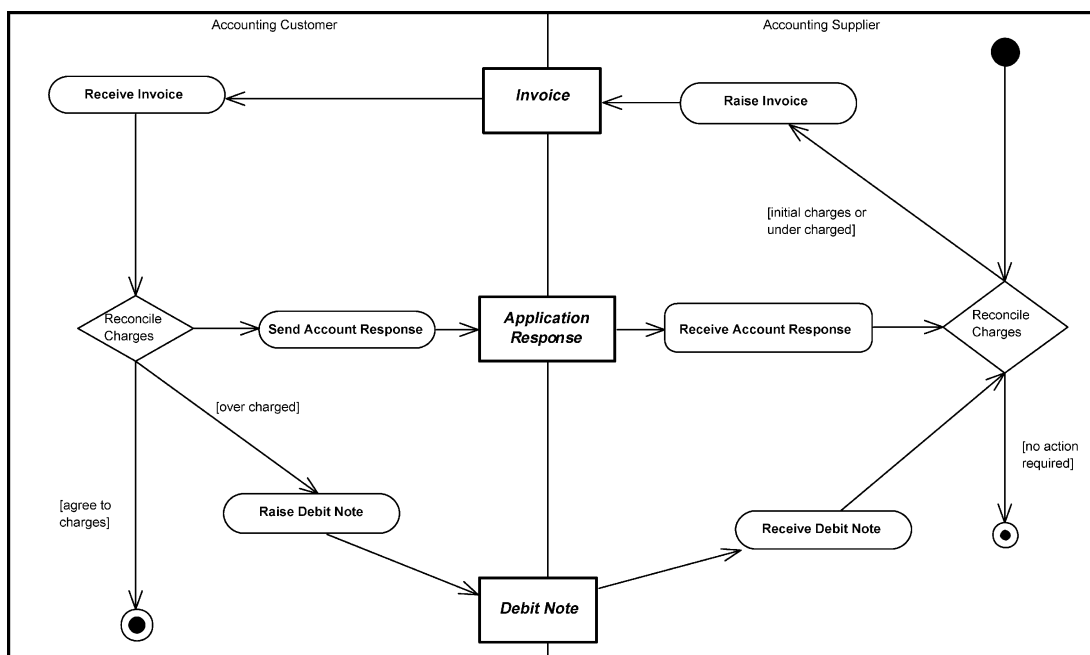 Accounting Customer
Accounting Supplier
Receive Invoice
Invoice
Raise Invoice
[initial charges or
under charged]
Reconcile
Charges
Send Account Response
Application
Response
Receive Account Response
Reconcile
Charges
[over charged]
[no action
required]
[agree to
charges]
Raise Debit Note
Receive Debit Note
Debit Note